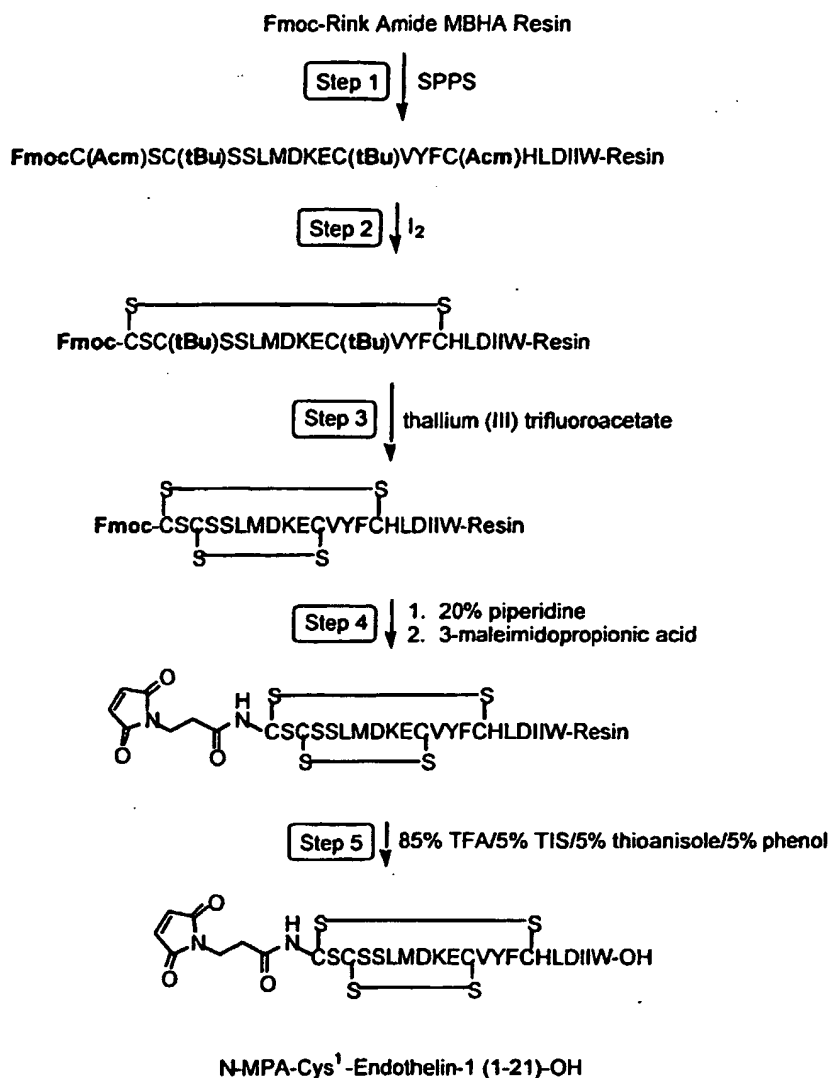 Fmoc-Rink Amide MBHA Resin
Step 1
SPPS
FmocC(Acm)SC(tBu)SSLMDKEC(tBu)VYFC(Acm)HLDIIW-Resin
Step 2
I2
S S
Fmoc-CSC(tBu)SSLMDKEC(tBu)VYFCHLDIIW-Resin
Step 3
thallium (III) trifluoroacetate
S S
Fmoc-CSCSSLMDKECVYFCHLDIIW-Resin
S S
Step 4
1. 20% piperidine
2. 3-maleimidopropionic acid
O
H
S S
N
N
CSCSSLMDKECVYFCHLDIIW-Resin
O
O
S S
Step 5
85% TFA/5% TIS/5% thioanisole/5% phenol
O
H
S S
N
N
CSCSSLMDKECVYFCHLDIIW-OH
O
O
S S
N-MPA-Cys1-Endothelin-1 (1-21)-OH